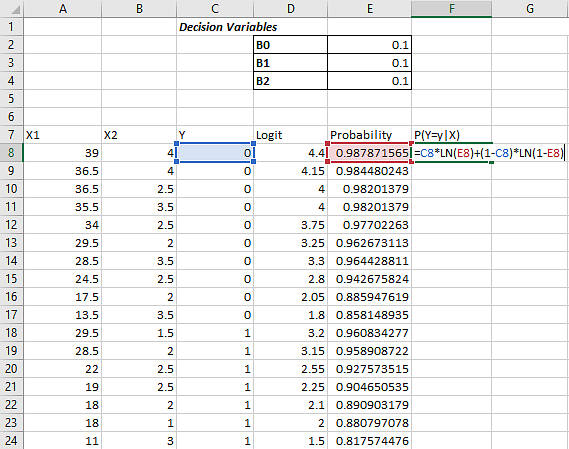 A B C D E F G
1 Decision Variables
2 B0 0.1
3 B1 0.1
4 B2 0.1
5
6
7 X1 X2 Y Logit Probability P(Y=y|X)
8 39 4 0 4.4 0.987871565 =C8*LN(E8)+(1-C8)*LN(1-E8)
9 36.5 4 0 4.15 0.984480243
10 36.5 2.5 0 4 0.98201379
11 35.5 3.5 0 4 0.98201379
12 34 2.5 0 3.75 0.97702263
13 29.5 2 0 3.25 0.962673113
14 28.5 3.5 0 3.3 0.964428811
15 24.5 2.5 0 2.8 0.942675824
16 17.5 2 0 2.05 0.885947619
17 13.5 3.5 0 1.8 0.858148935
18 29.5 1.5 1 3.2 0.960834277
19 28.5 2 1 3.15 0.958908722
20 22 2.5 1 2.55 0.927573515
21 19 2.5 1 2.25 0.904650535
22 18 2 1 2.1 0.890903179
23 18 1 1 2 0.880797078
24 11 3 1 1.5 0.817574476